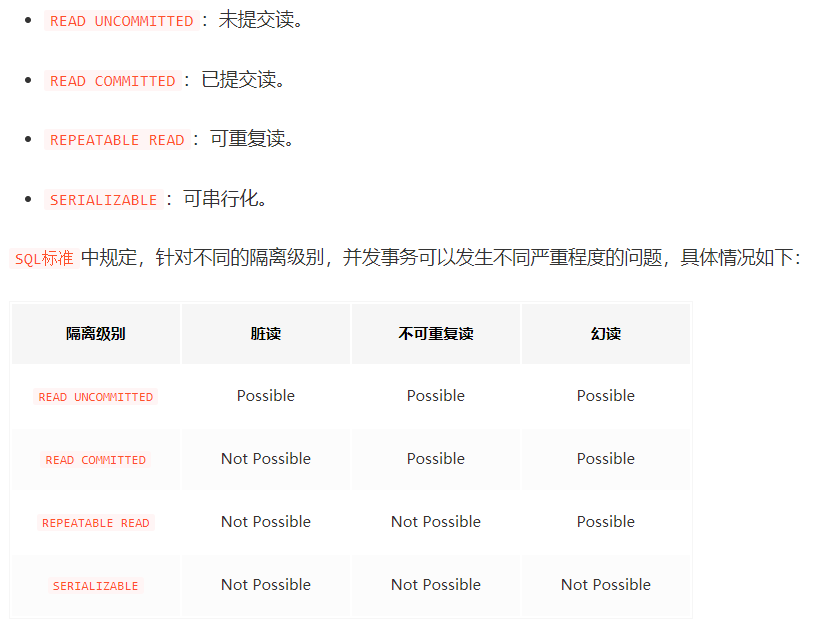 READ UNCOMMITTED ：未提交读。
READ COMMITTED ：已提交读。
REPEATABLE READ ：可重复读。
SERIALIZABLE ：可串行化。
SQL标准 中规定，针对不同的隔离级别，并发事务可以发生不同严重程度的问题，具体情况如下：
隔离级别 脏读 不可重复读 幻读
READ UNCOMMITTED Possible Possible Possible
READ COMMITTED Not Possible Possible Possible
REPEATABLE READ Not Possible Not Possible Possible
SERIALIZABLE Not Possible Not Possible Not Possible